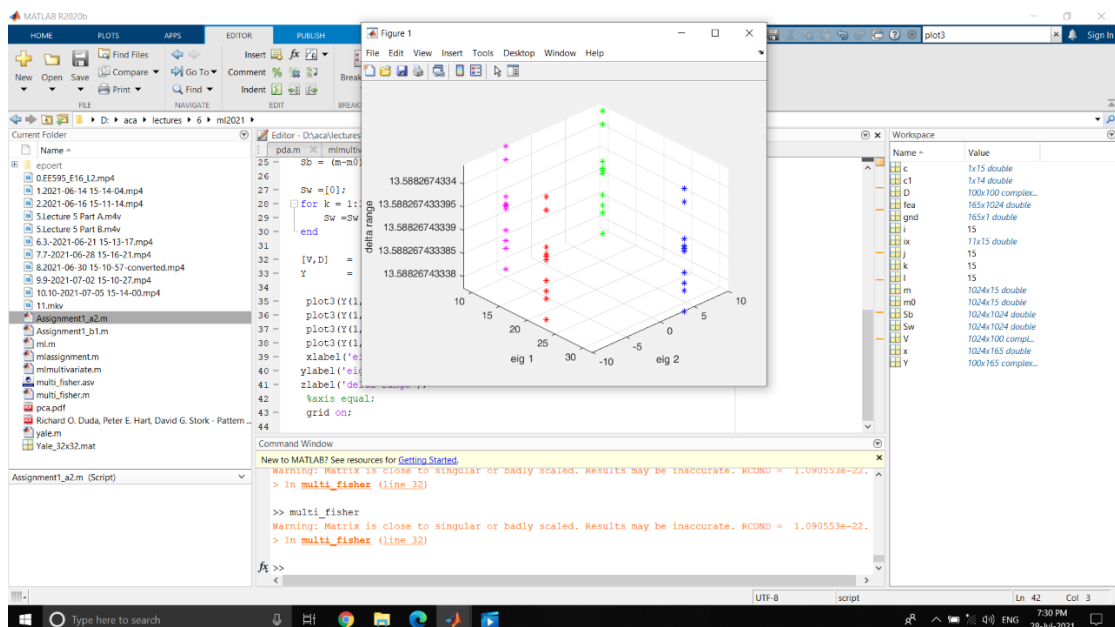 MATLAB R2020b
HOME PLOTS APPS EDITOR PUBLISH
plot3
Sign In
New Open Save
Find Files
Compare
Print
Go To
Find
Insert
Comment
Indent
FILE NAVIGATE EDIT
D: ▸ aca ▸ lectures ▸ 6 ▸ ml2021 ▸
Current Folder
Name
epoert
0.EE595_E16_L2.mp4
1.2021-06-14 15-14-04.mp4
2.2021-06-16 15-11-14.mp4
5.Lecture 5 Part A.m4v
5.Lecture 5 Part B.m4v
6.3.-2021-06-21 15-13-17.mp4
7.7-2021-06-28 15-16-21.mp4
8.2021-06-30 15-10-57-converted.mp4
9.9-2021-07-02 15-10-27.mp4
10.10-2021-07-05 15-14-00.mp4
11.mkv
Assignment1_a2.m
Assignment1_b1.m
ml.m
mlassignment.m
mlmultivariate.m
multi_fisher.asv
multi_fisher.m
pca.pdf
Richard O. Duda, Peter E. Hart, David G. Stork - Pattern ..
yale.m
Yale_32x32.mat
Assignment1_a2.m (Script)
Editor - D:\aca\lectures
pda.m
25 - Sb = (m-m0)
26
27 - Sw =[0];
28 - for k = 1:
29 - Sw =Sw
30 - end
31
32 - [V,D] =
33 - Y =
34
35 - plot3(Y(1,
36 - plot3(Y(1,
37 - plot3(Y(1,
38 - plot3(Y(1,
39 - xlabel('ei
40 - ylabel('eig
41 - zlabel('delta range');
42 %axis equal;
43 - grid on;
44
Figure 1
File Edit View Insert Tools Desktop Window Help
13.5882674334
13.588267433395
13.58826743339
13.588267433385
13.58826743338
delta range
10
15
20
25
30
eig 1
-10
-5
0
5
10
eig 2
Command Window
New to MATLAB? See resources for Getting Started.
Warning: Matrix is close to singular or badly scaled. Results may be inaccurate. RCOND = 1.090553e-22.
> In multi_fisher (line 32)
>> multi_fisher
Warning: Matrix is close to singular or badly scaled. Results may be inaccurate. RCOND = 1.090553e-22.
> In multi_fisher (line 32)
fx >>
Workspace
Name Value
c 1x15 double
c1 1x14 double
D 100x100 complex...
fea 165x1024 double
gnd 165x1 double
i 15
ix 11x15 double
j 15
k 15
l 15
m 1024x15 double
m0 1024x15 double
Sb 1024x1024 double
Sw 1024x1024 double
V 1024x100 compl...
x 1024x165 double
Y 100x165 complex...
UTF-8 script Ln 42 Col 3
Type here to search
ENG
7:30 PM
28-Jul-2021